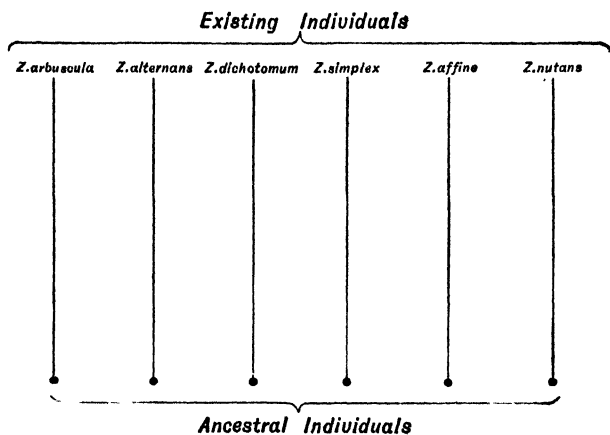 Existing Individuals
Z.arbuscula Z.alternans Z.dichotomum Z.simplex Z.affine Z.nutans
Ancestral Individuals